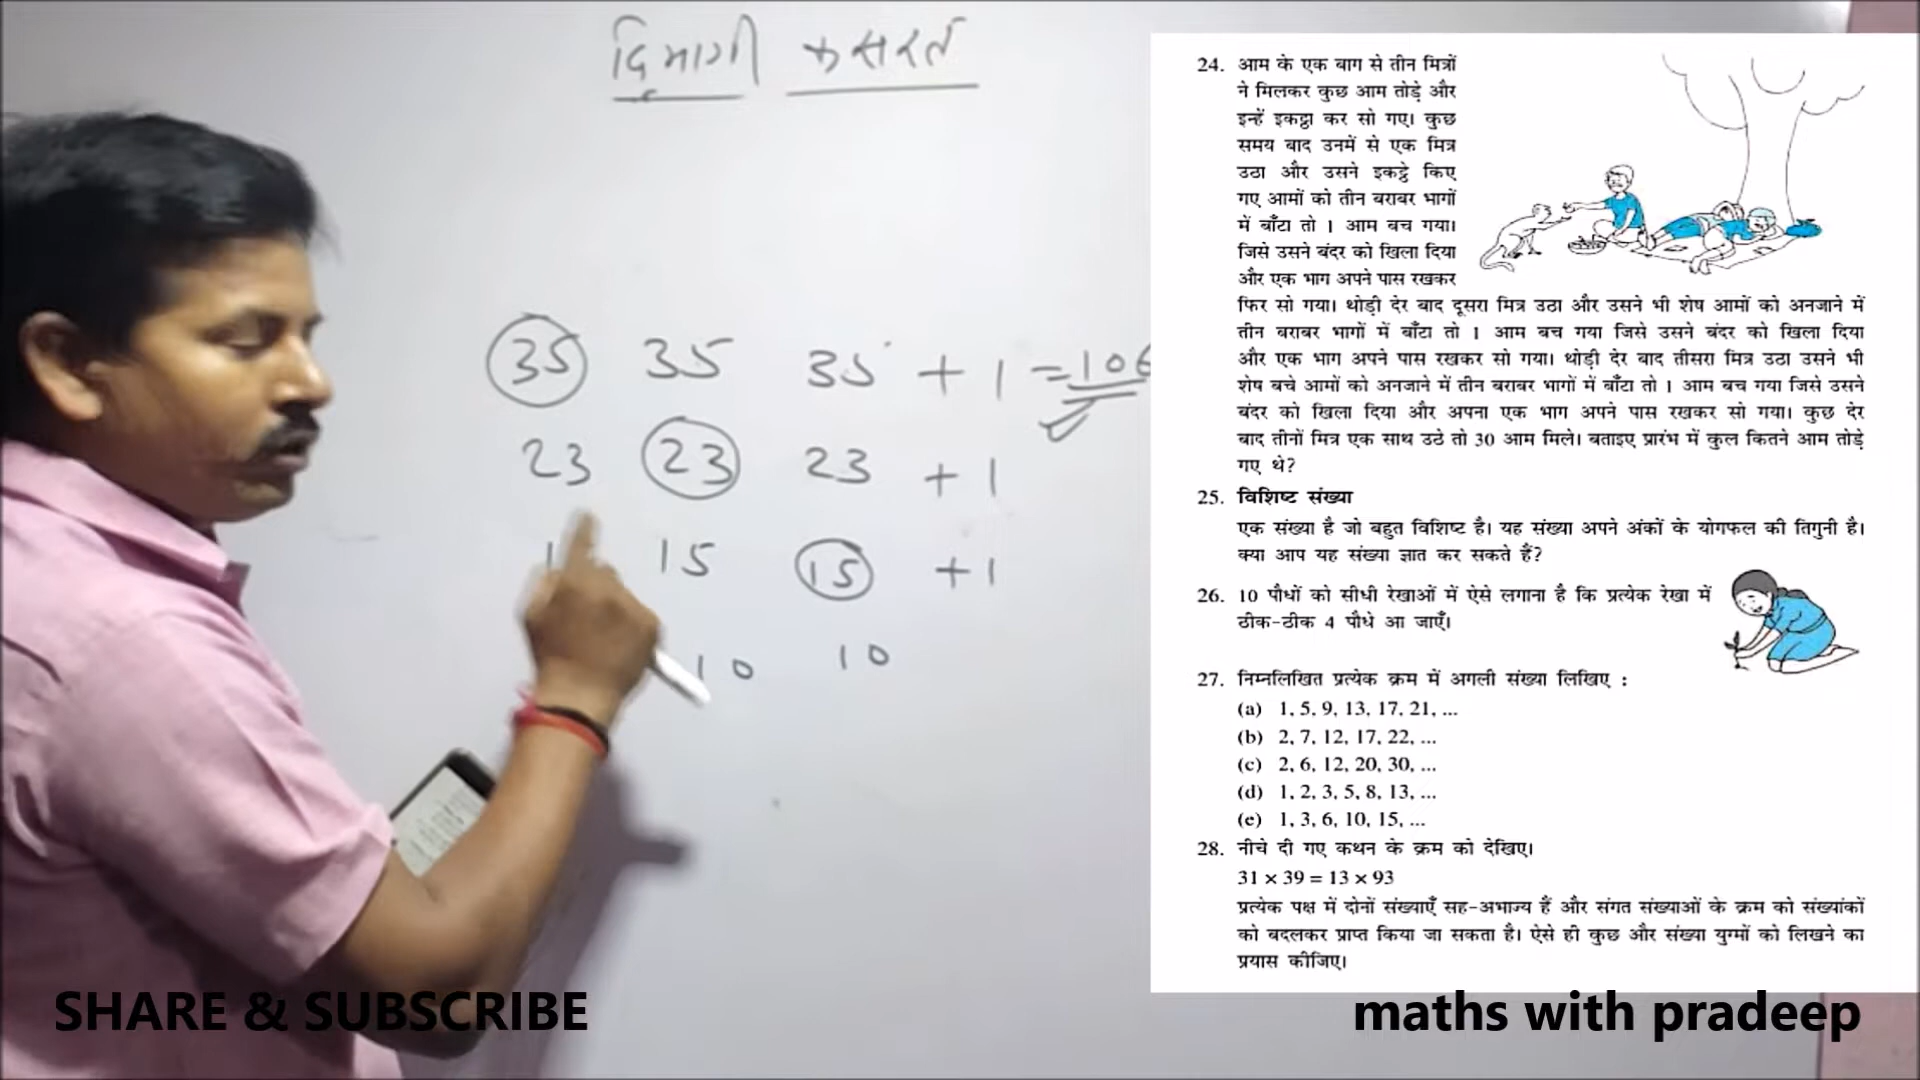 दिमागी कसरत
35 35 35 + 1 = 106
23 23 23 + 1
15 15 + 1
10 10
24. आम के एक बाग से तीन मित्रों
ने मिलकर कुछ आम तोड़े और
इन्हें इकट्ठा कर सो गए। कुछ
समय बाद उनमें से एक मित्र
उठा और उसने इकट्ठे किए
गए आमों को तीन बराबर भागों
में बाँटा तो 1 आम बच गया।
जिसे उसने बंदर को खिला दिया
और एक भाग अपने पास रखकर
फिर सो गया। थोड़ी देर बाद दूसरा मित्र उठा और उसने भी शेष आमों को अनजाने में
तीन बराबर भागों में बाँटा तो 1 आम बच गया जिसे उसने बंदर को खिला दिया
और एक भाग अपने पास रखकर सो गया। थोड़ी देर बाद तीसरा मित्र उठा उसने भी
शेष बचे आमों को अनजाने में तीन बराबर भागों में बाँटा तो 1 आम बच गया जिसे उसने
बंदर को खिला दिया और अपना एक भाग अपने पास रखकर सो गया। कुछ देर
बाद तीनों मित्र एक साथ उठे तो 30 आम मिले। बताइए प्रारंभ में कुल कितने आम तोड़े
गए थे?
25. विशिष्ट संख्या
एक संख्या है जो बहुत विशिष्ट है। यह संख्या अपने अंकों के योगफल की तिगुनी है।
क्या आप यह संख्या ज्ञात कर सकते हैं?
26. 10 पौधों को सीधी रेखाओं में ऐसे लगाना है कि प्रत्येक रेखा में
ठीक-ठीक 4 पौधे आ जाएँ।
27. निम्नलिखित प्रत्येक क्रम में अगली संख्या लिखिए :
(a) 1, 5, 9, 13, 17, 21, ...
(b) 2, 7, 12, 17, 22, ...
(c) 2, 6, 12, 20, 30, ...
(d) 1, 2, 3, 5, 8, 13, ...
(e) 1, 3, 6, 10, 15, ...
28. नीचे दी गए कथन के क्रम को देखिए।
31 × 39 = 13 × 93
प्रत्येक पक्ष में दोनों संख्याएँ सह-अभाज्य हैं और संगत संख्याओं के क्रम को संख्यांकों
को बदलकर प्राप्त किया जा सकता है। ऐसे ही कुछ और संख्या युग्मों को लिखने का
प्रयास कीजिए।
SHARE & SUBSCRIBE
maths with pradeep